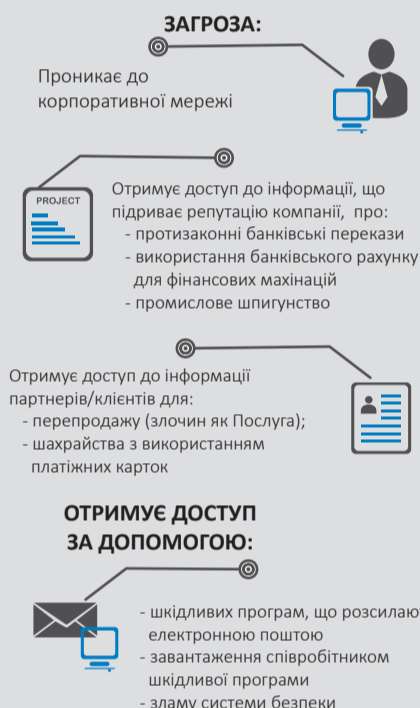 ЗАГРОЗА:
Проникає до
корпоративної мережі
PROJECT
Отримує доступ до інформації, що
підриває репутацію компанії, про:
- протизаконні банківські перекази
- використання банківського рахунку
для фінансових махінацій
- промислове шпигунство
Отримує доступ до інформації
партнерів/клієнтів для:
- перепродажу (злочин як Послуга);
- шахрайства з використанням
платіжних карток
ОТРИМУЄ ДОСТУП
ЗА ДОПОМОГОЮ:
- шкідливих програм, що розсилают
електронною поштою
- завантаження співробітником
шкідливої програми
- зламу системи безпеки